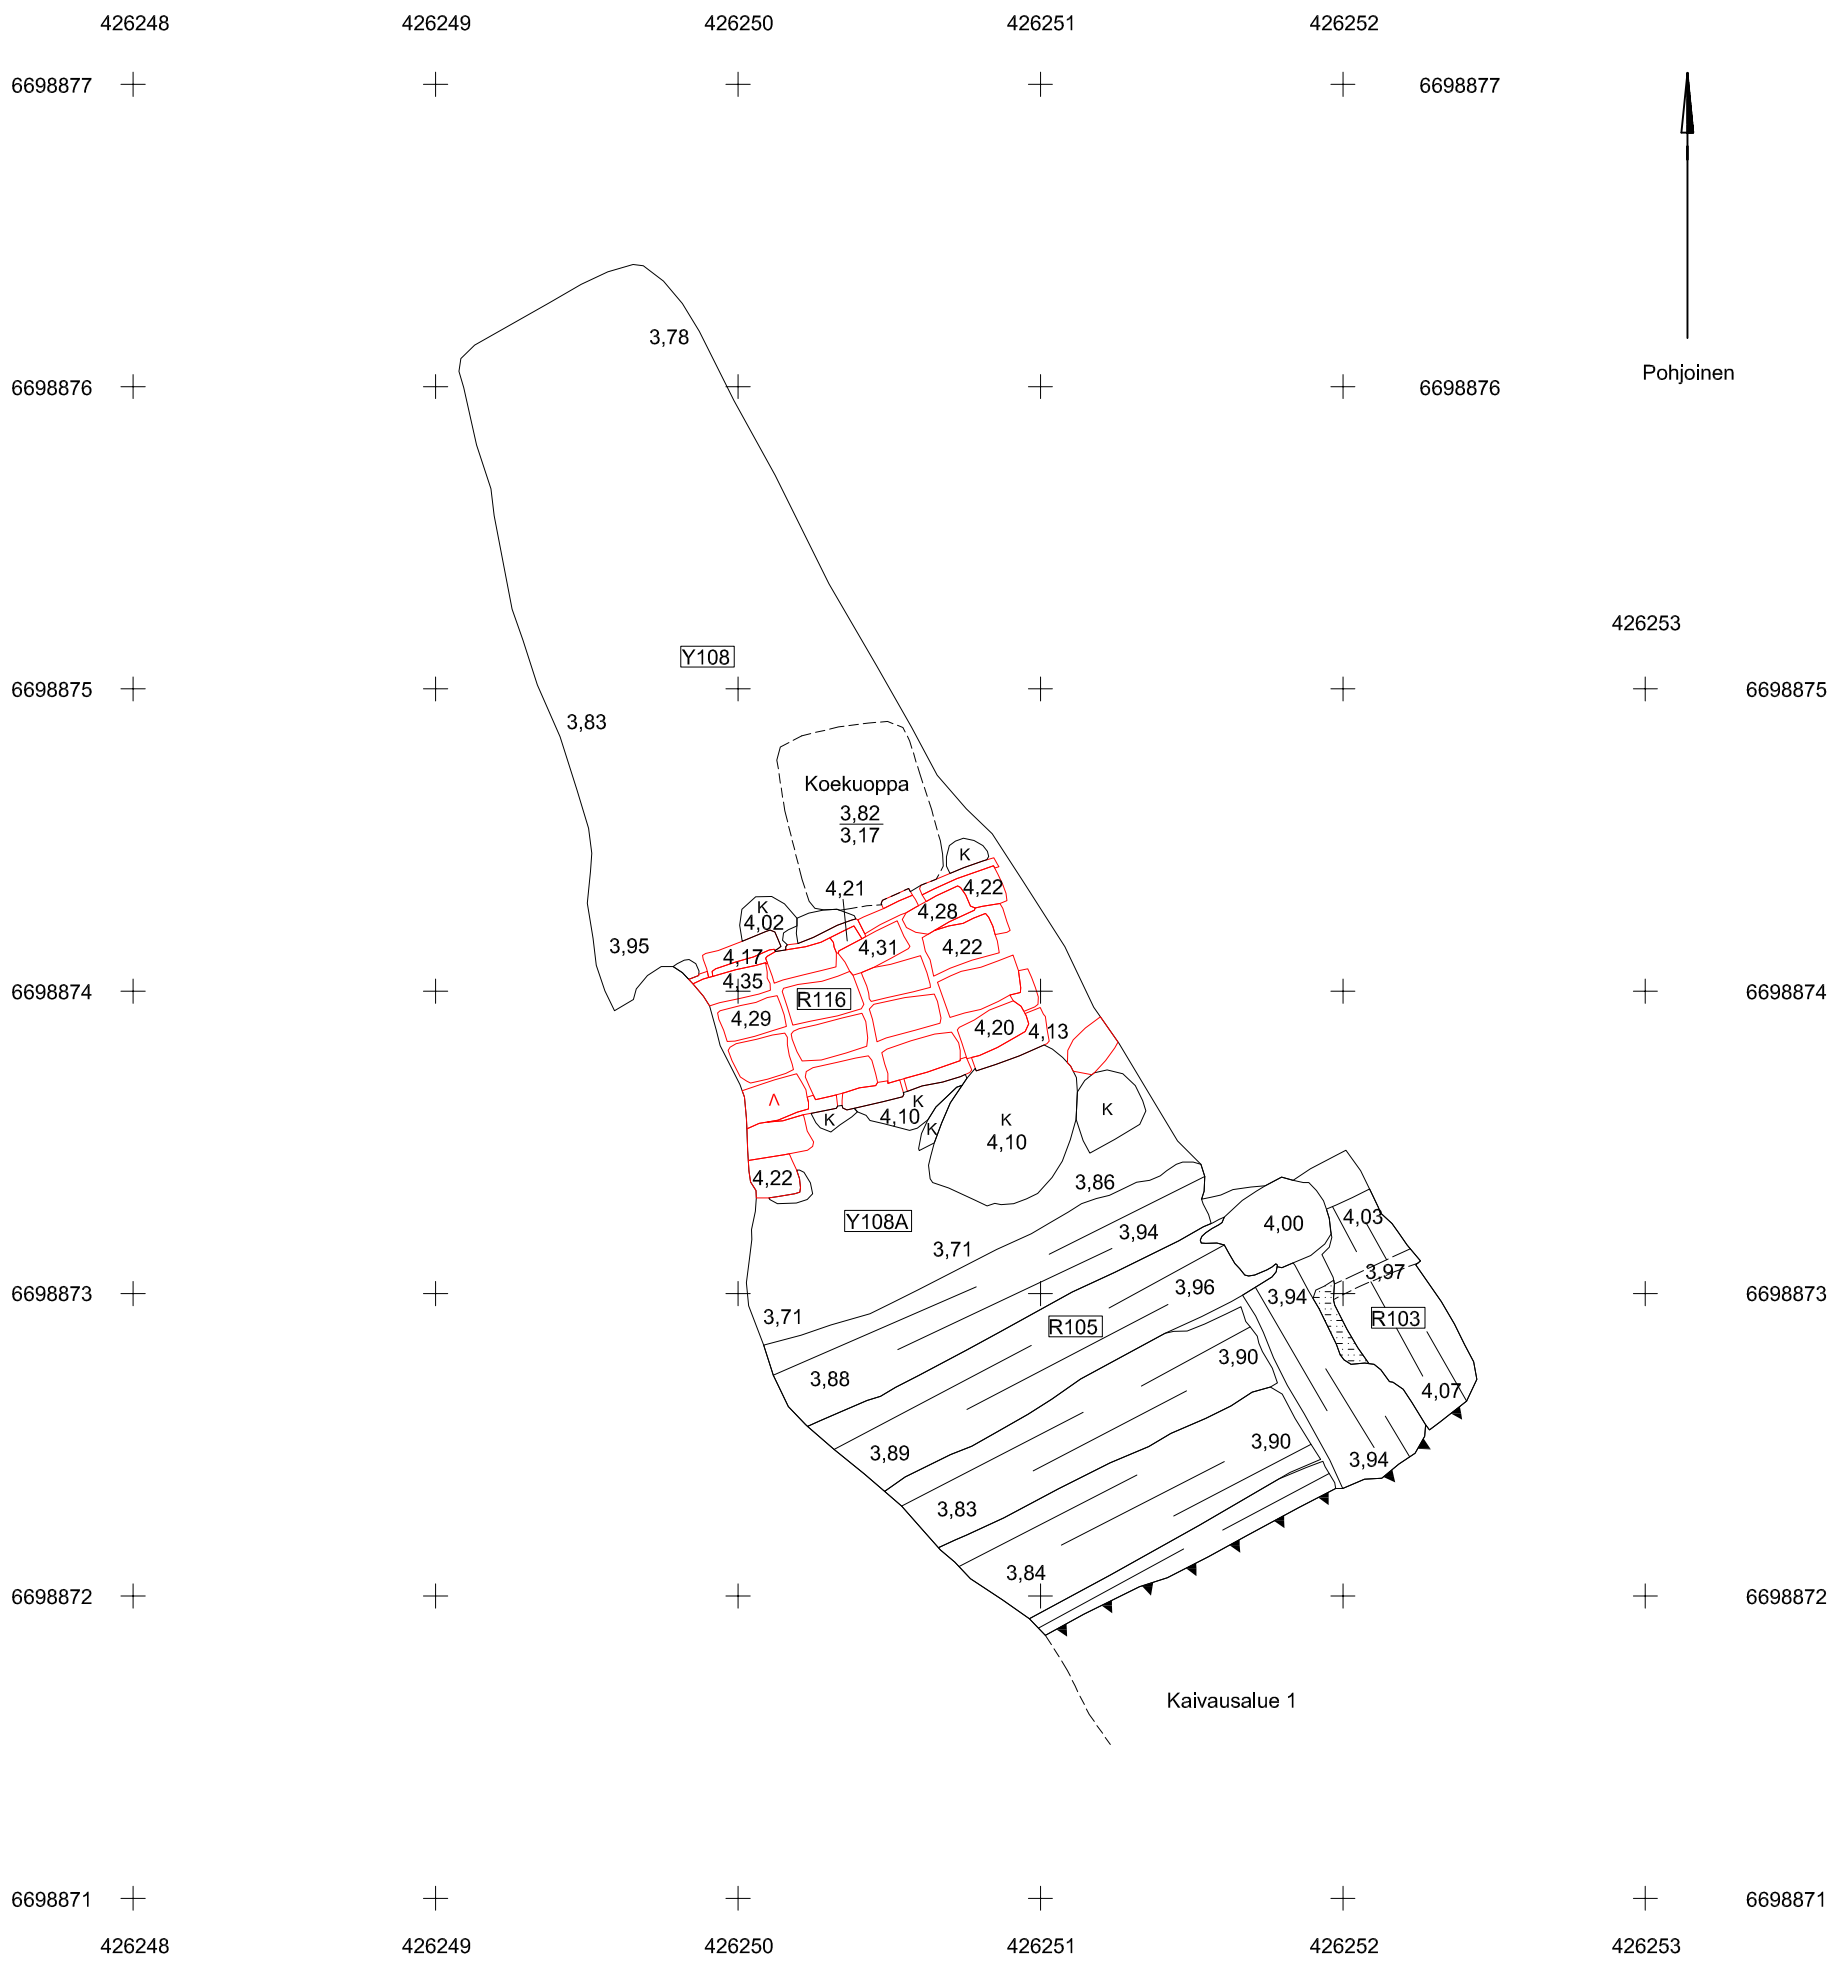 426248 426249 426250 426251 426252
6698877 6698877
Pohjoinen
6698876 6698876
3,78
426253
Y108
6698875 6698875
3,83
Koekuoppa
3,82
3,17
K
4,21 4,22
K 4,28
4,02
3,95 4,17 4,31 4,22
4,35
6698874 R116 6698874
4,29 4,20 4,13
Λ K K
K K K
4,10 4,10
4,22 3,86
Y108A 4,00 4,03
3,71 3,94
3,97
6698873 3,96 3,94 6698873
3,71 R105 R103
3,88 3,90
4,07
3,89 3,90
3,94
3,83
3,84
6698872 6698872
Kaivausalue 1
6698871 6698871
426248 426249 426250 426251 426252 426253